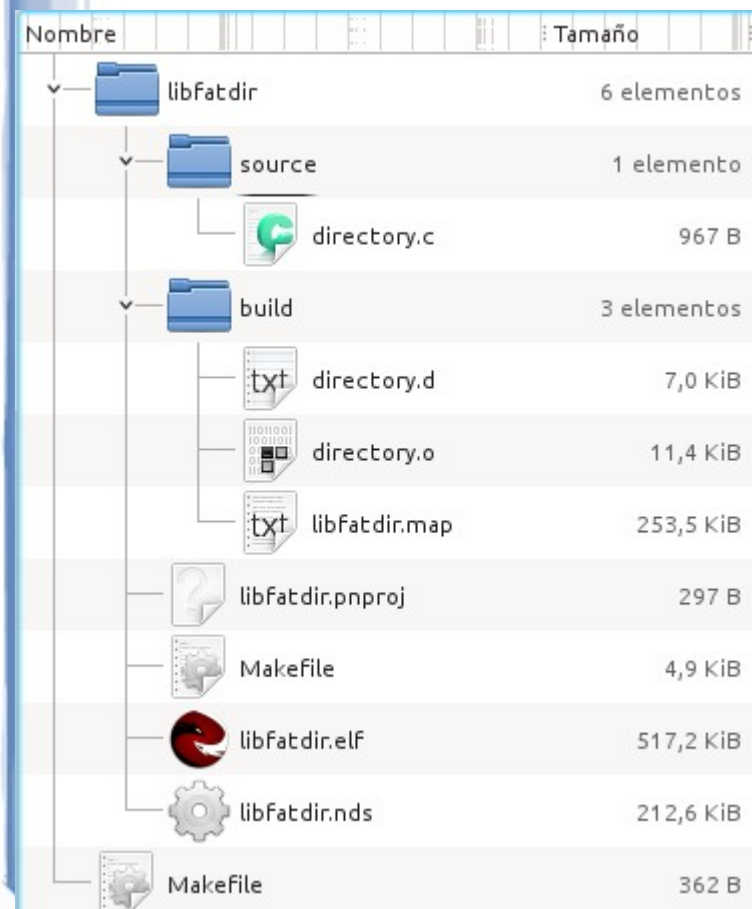 Nombre Tamaño
libfatdir 6 elementos
source 1 elemento
directory.c 967 B
build 3 elementos
txt directory.d 7,0 KiB
directory.o 11,4 KiB
txt libfatdir.map 253,5 KiB
libfatdir.pnproj 297 B
Makefile 4,9 KiB
libfatdir.elf 517,2 KiB
libfatdir.nds 212,6 KiB
Makefile 362 B